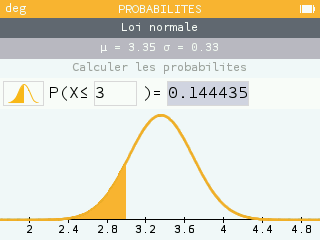 deg PROBABILITES
Loi normale
μ = 3.35 σ = 0.33
Calculer les probabilites
P(X≤ 3 )= 0.144435
2 2.4 2.8 3.2 3.6 4 4.4 4.8